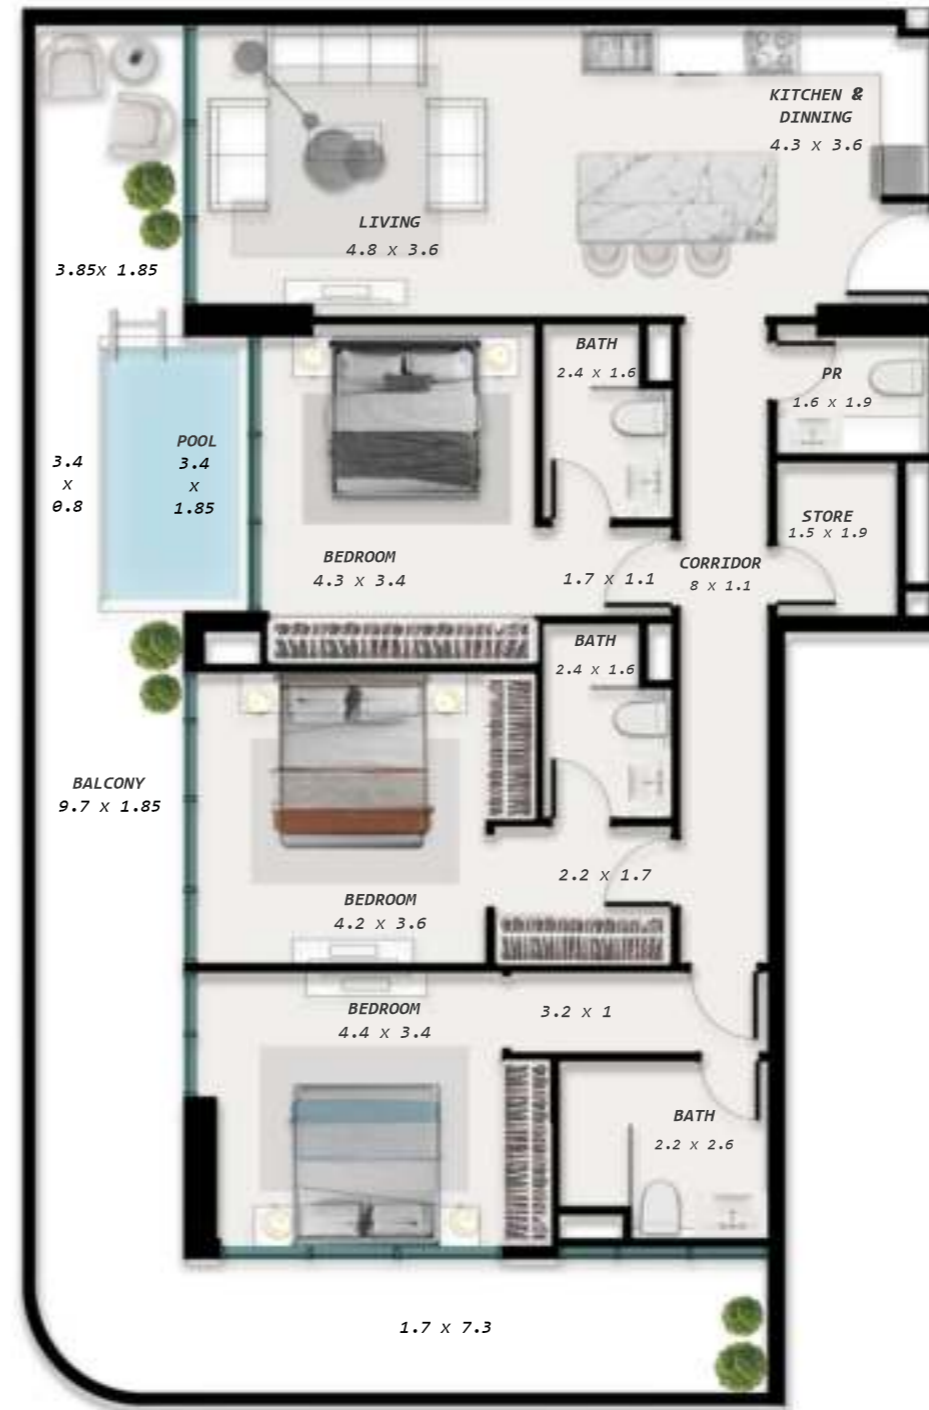 KITCHEN &
DINNING
4.3 x 3.6
LIVING
4.8 x 3.6
3.85x 1.85
BATH
2.4 x 1.6
PR
1.6 x 1.9
POOL
3.4
x
1.85
3.4
x
0.8
STORE
1.5 x 1.9
BEDROOM
4.3 x 3.4
1.7 x 1.1
CORRIDOR
8 x 1.1
BATH
2.4 x 1.6
BALCONY
9.7 x 1.85
2.2 x 1.7
BEDROOM
4.2 x 3.6
BEDROOM
4.4 x 3.4
3.2 x 1
BATH
2.2 x 2.6
1.7 x 7.3